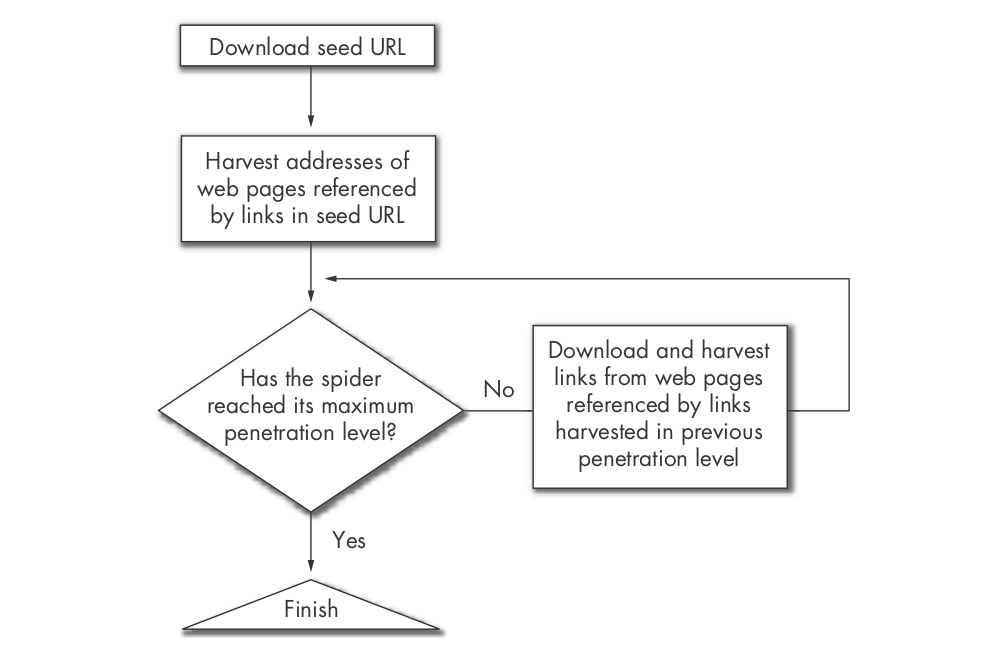 Download seed URL
Harvest addresses of
web pages referenced
by links in seed URL
Has the spider
reached its maximum
penetration level?
No
Download and harvest
links from web pages
referenced by links
harvested in previous
penetration level
Yes
Finish